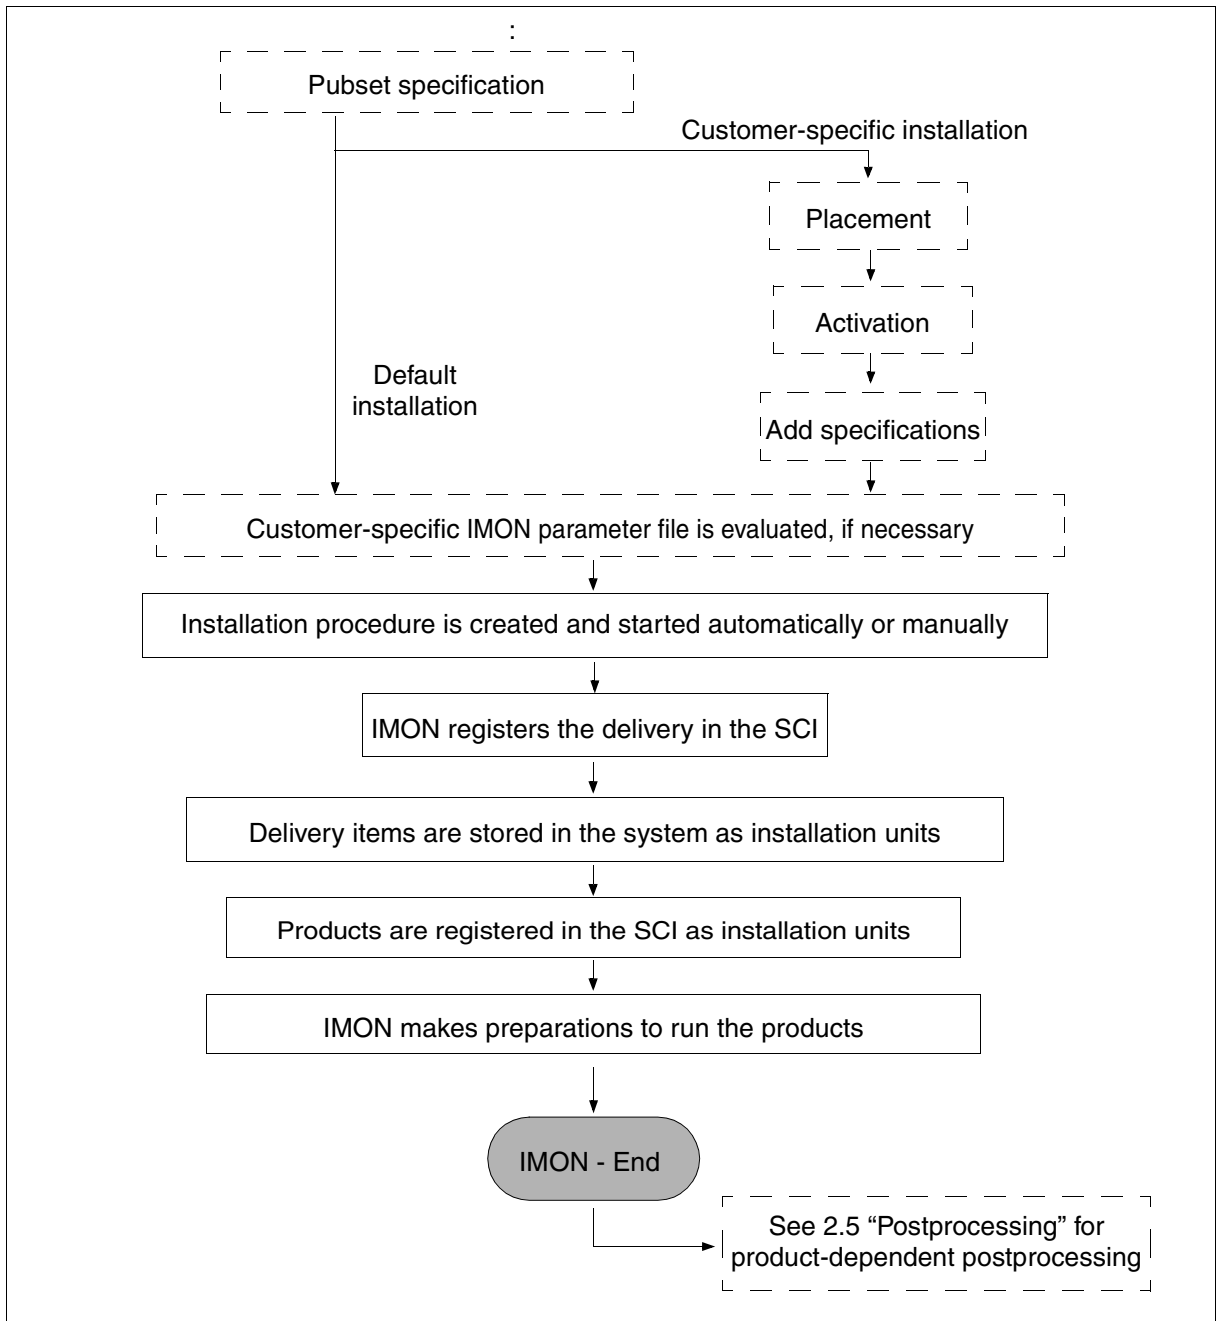 :
Pubset specification
Customer-specific installation
Placement
Activation
Default
installation
Add specifications
Customer-specific IMON parameter file is evaluated, if necessary
Installation procedure is created and started automatically or manually
IMON registers the delivery in the SCI
Delivery items are stored in the system as installation units
Products are registered in the SCI as installation units
IMON makes preparations to run the products
IMON - End
See 2.5 “Postprocessing” for
product-dependent postprocessing